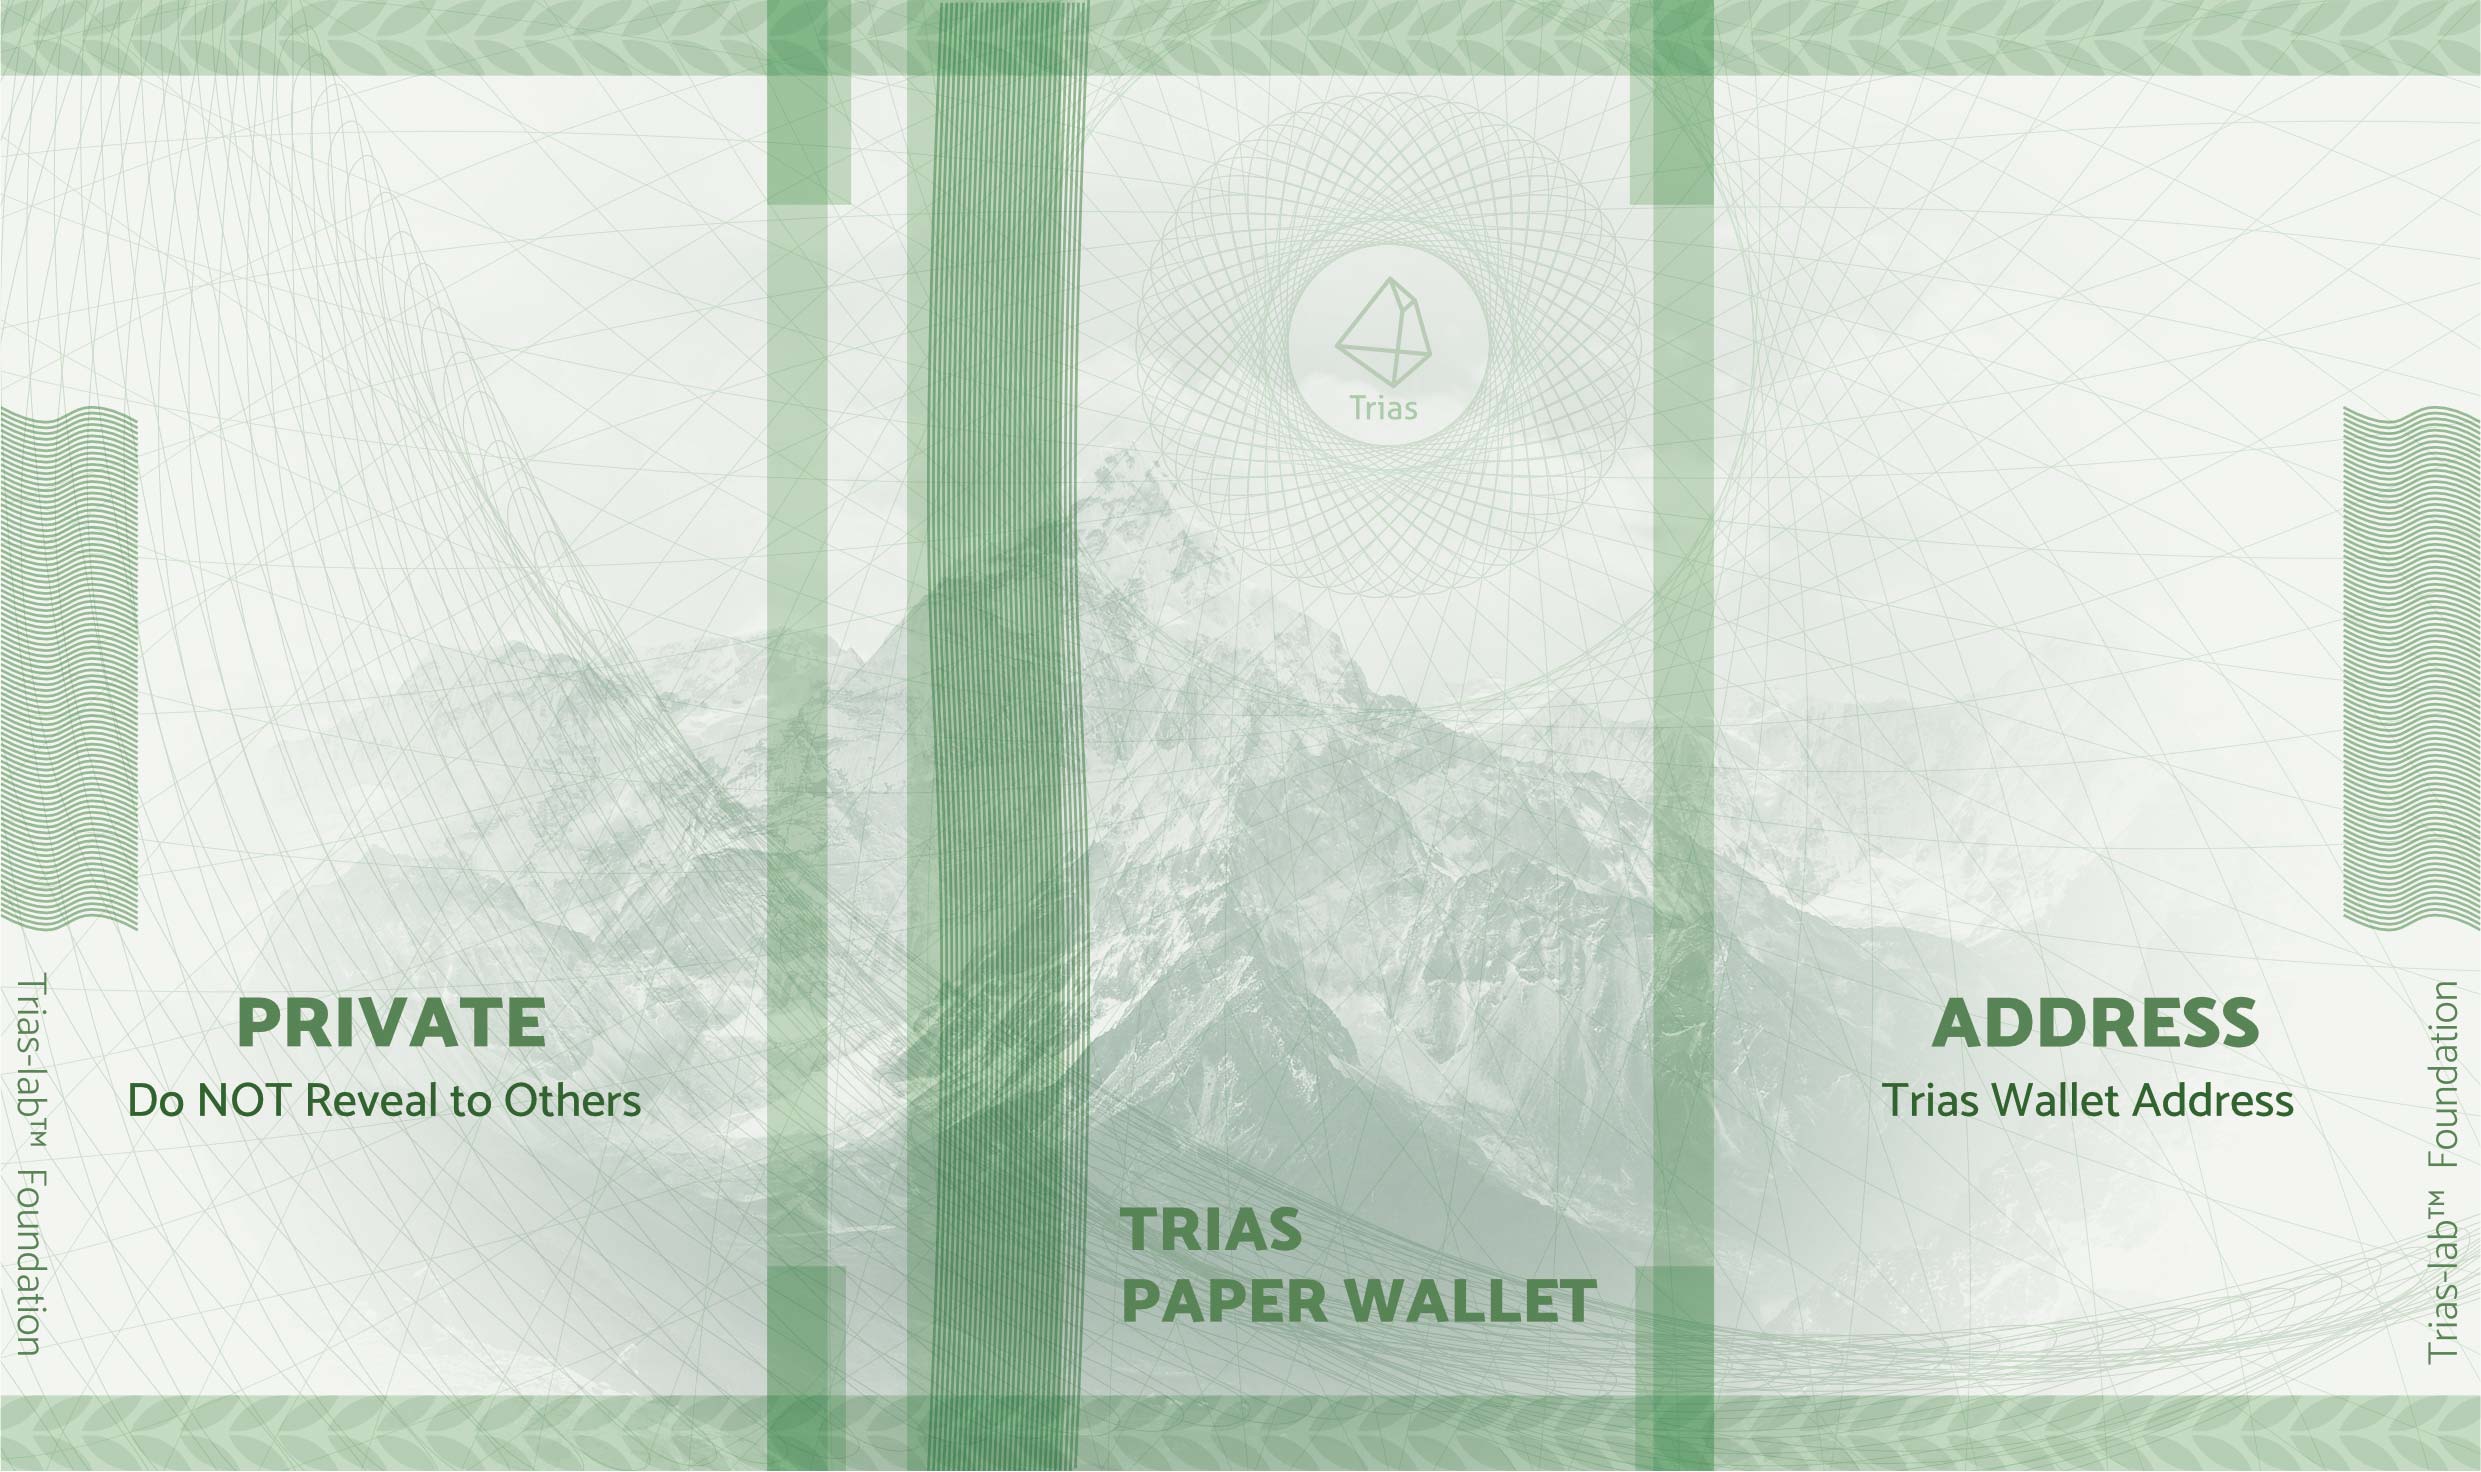 Trias
Trias-lab™ Foundation
PRIVATE
Do NOT Reveal to Others
TRIAS
PAPER WALLET
ADDRESS
Trias Wallet Address
Trias-lab™ Foundation